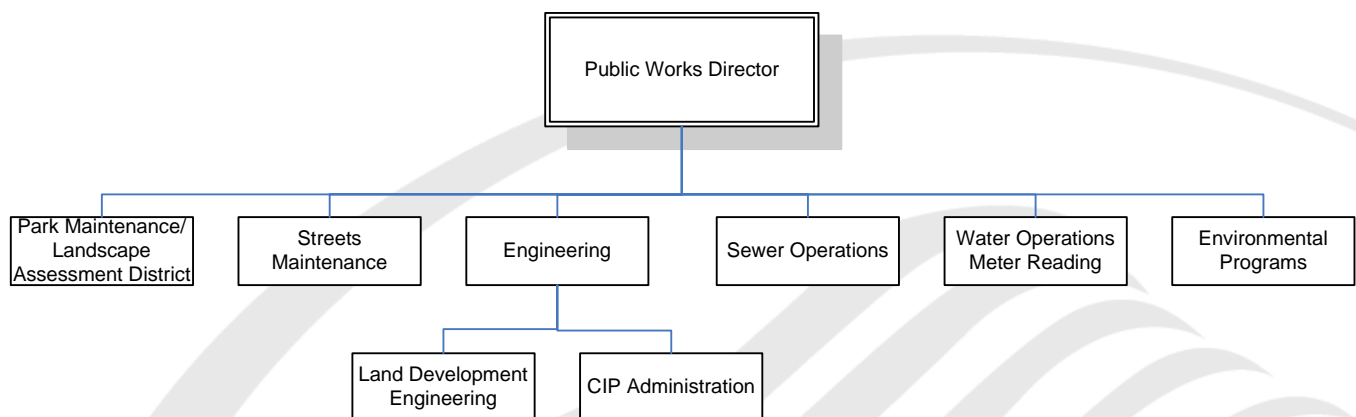 Public Works Director
Park Maintenance/
Landscape
Assessment District
Streets
Maintenance
Engineering
Sewer Operations
Water Operations
Meter Reading
Environmental
Programs
Land Development
Engineering
CIP Administration